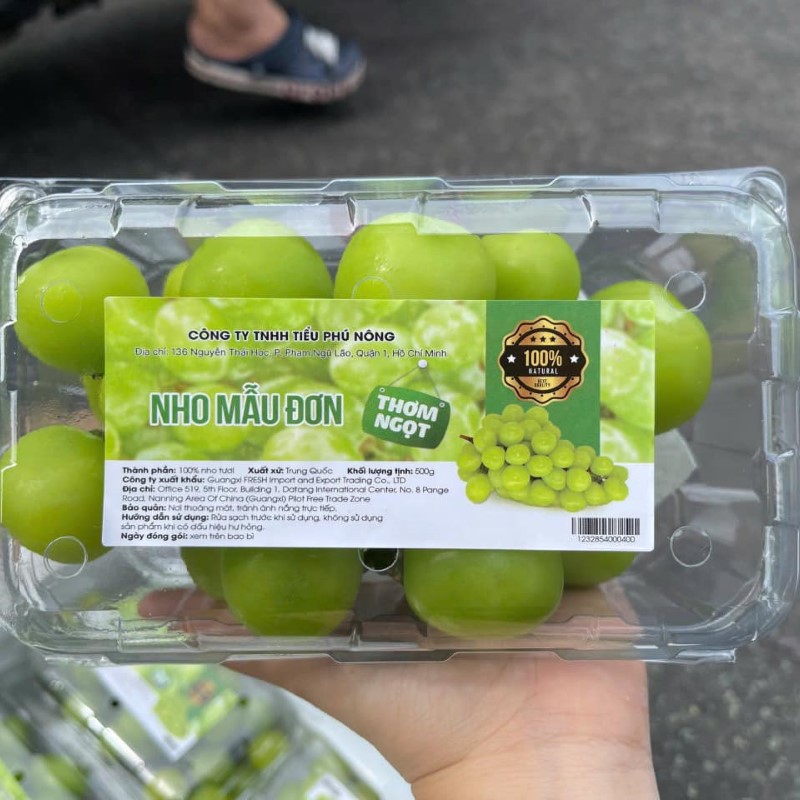 CÔNG TY TNHH TIỂU PHÚ NÔNG
Địa chỉ: 136 Nguyễn Thái Học, P. Phạm Ngũ Lão, Quận 1, Hồ Chí Minh
NHO MẪU ĐƠN
THƠM
NGỌT
100%
NATURAL
BEST
QUALITY
Thành phần: 100% nho tươi Xuất xứ: Trung Quốc Khối lượng tịnh: 500g
Công ty xuất khẩu: Guangxi FRESH Import and Export Trading Co., LTD
Địa chỉ: Office 519, 5th Floor, Building 1, Datang International Center, No. 8 Pange
Road, Nanning Area Of China (Guangxi) Pilot Free Trade Zone
Bảo quản: Nơi thoáng mát, tránh ánh nắng trực tiếp.
Hướng dẫn sử dụng: Rửa sạch trước khi sử dụng, không sử dụng
sản phẩm khi có dấu hiệu hư hỏng.
Ngày đóng gói: xem trên bao bì
1232854000400